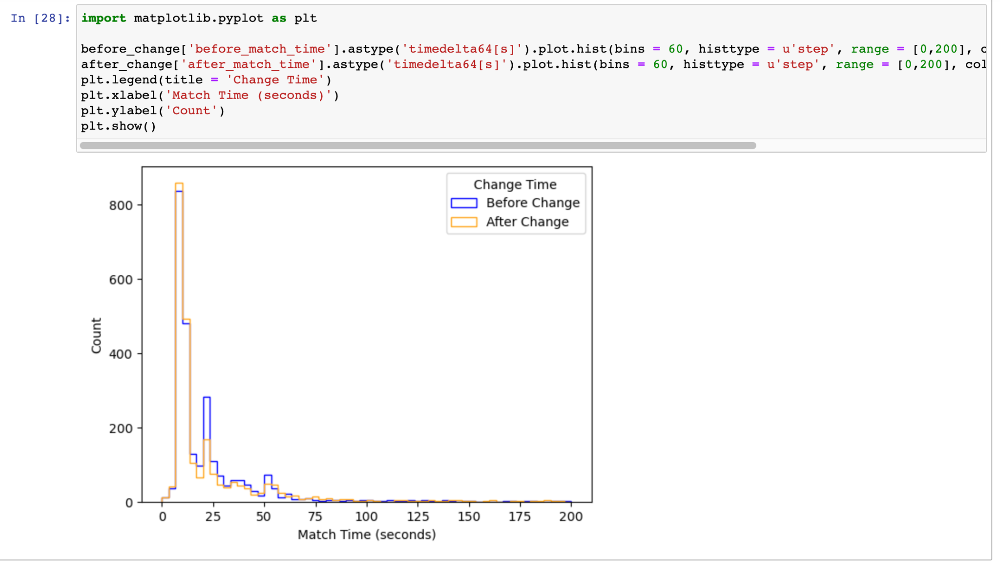 In [28]:
import matplotlib.pyplot as plt
before_change['before_match_time'].astype('timedelta64[s]').plot.hist(bins = 60, histtype = u'step', range = [0,200], c
after_change['after_match_time'].astype('timedelta64[s]').plot.hist(bins = 60, histtype = u'step', range = [0,200], col
plt.legend(title = 'Change Time')
plt.xlabel('Match Time (seconds)')
plt.ylabel('Count')
plt.show()
Change Time
Before Change
After Change
800
600
400
200
0
Count
0 25 50 75 100 125 150 175 200
Match Time (seconds)